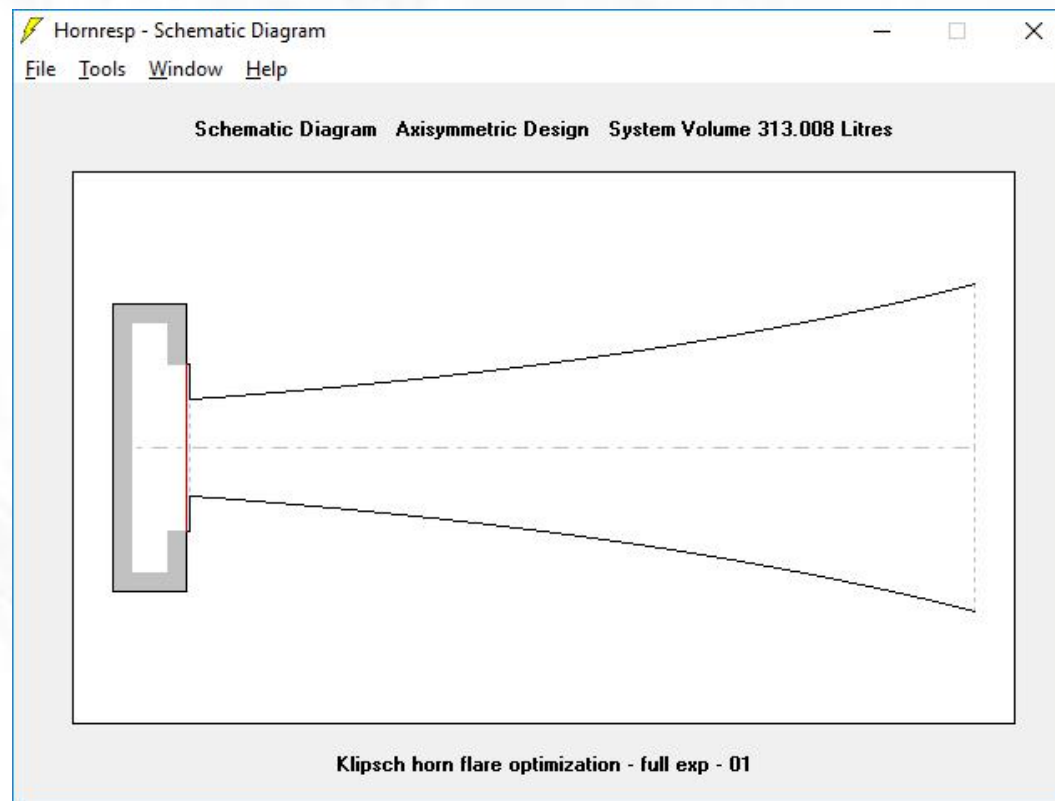 Hornresp - Schematic Diagram
File Tools Window Help
Schematic Diagram Axisymmetric Design System Volume 313.008 Litres
Klipsch horn flare optimization - full exp - 01